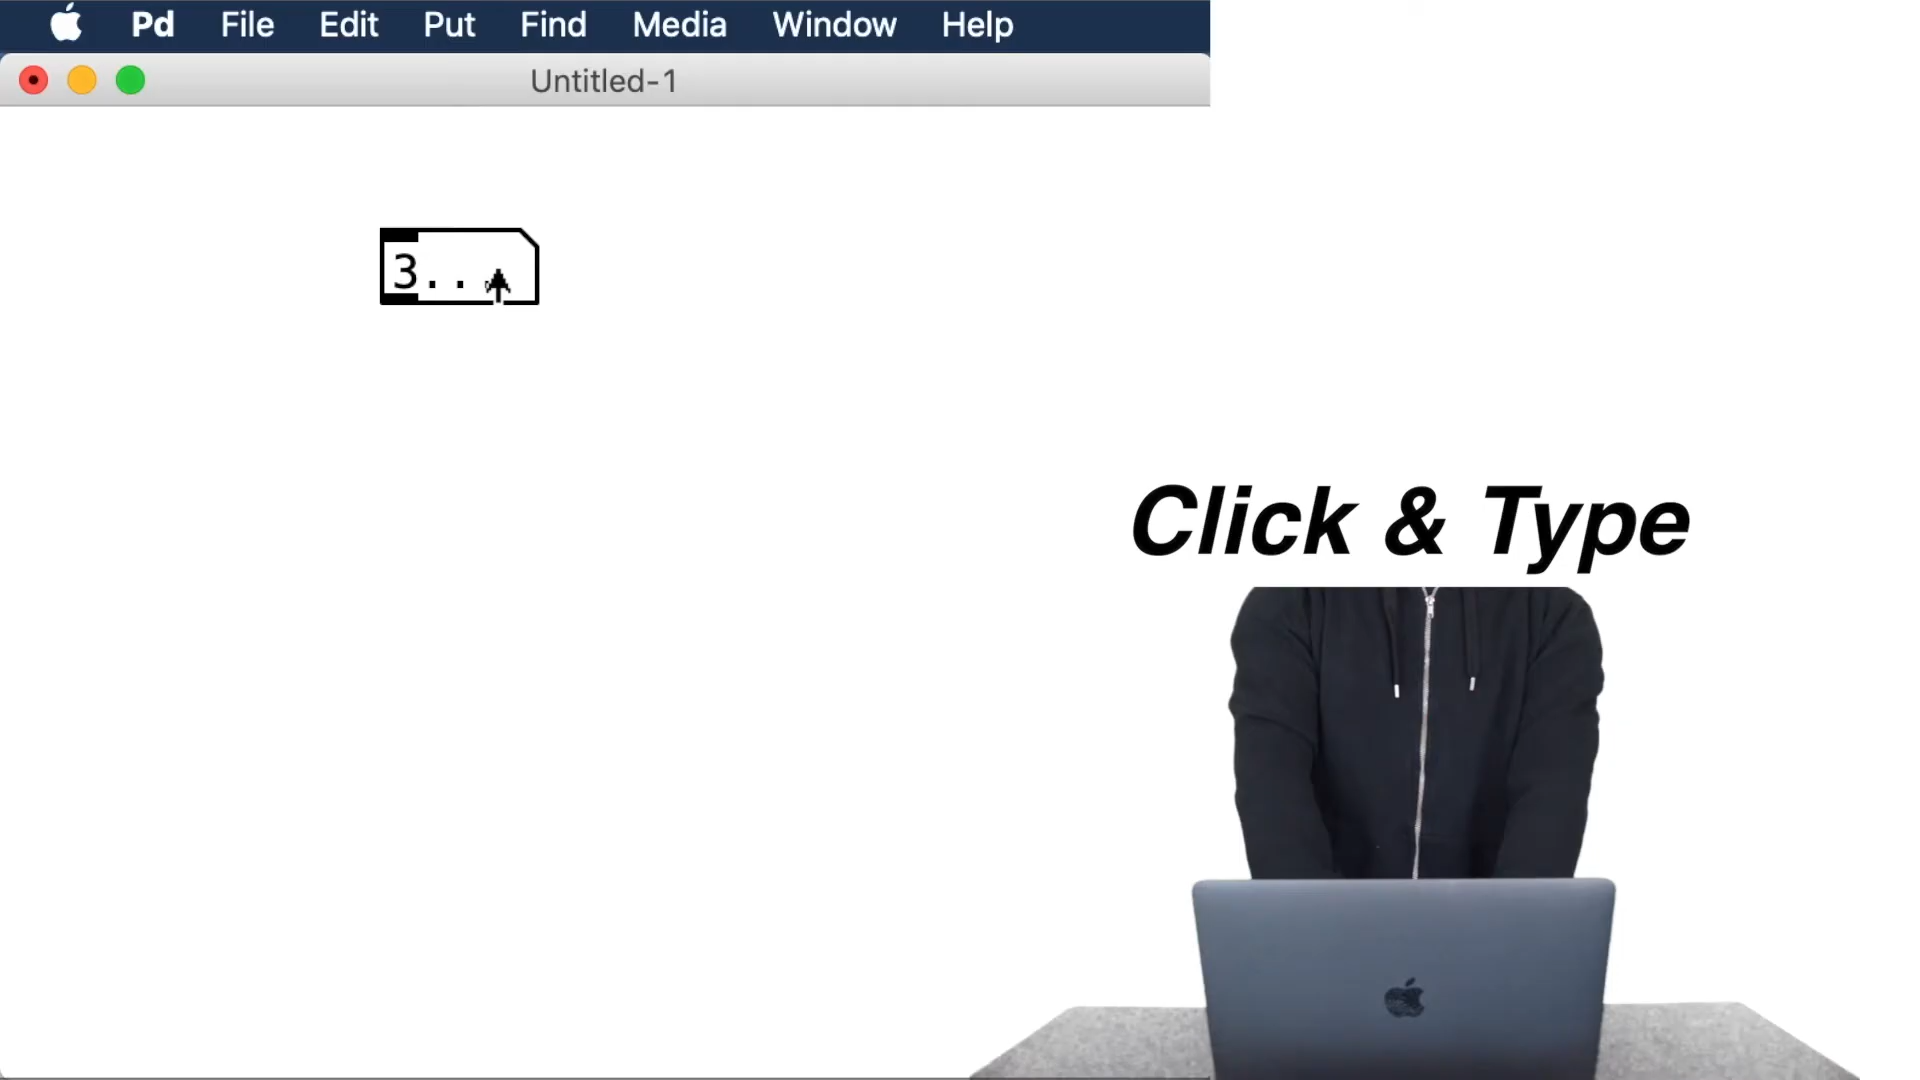 Pd File Edit Put Find Media Window Help
Untitled-1
3...
Click & Type